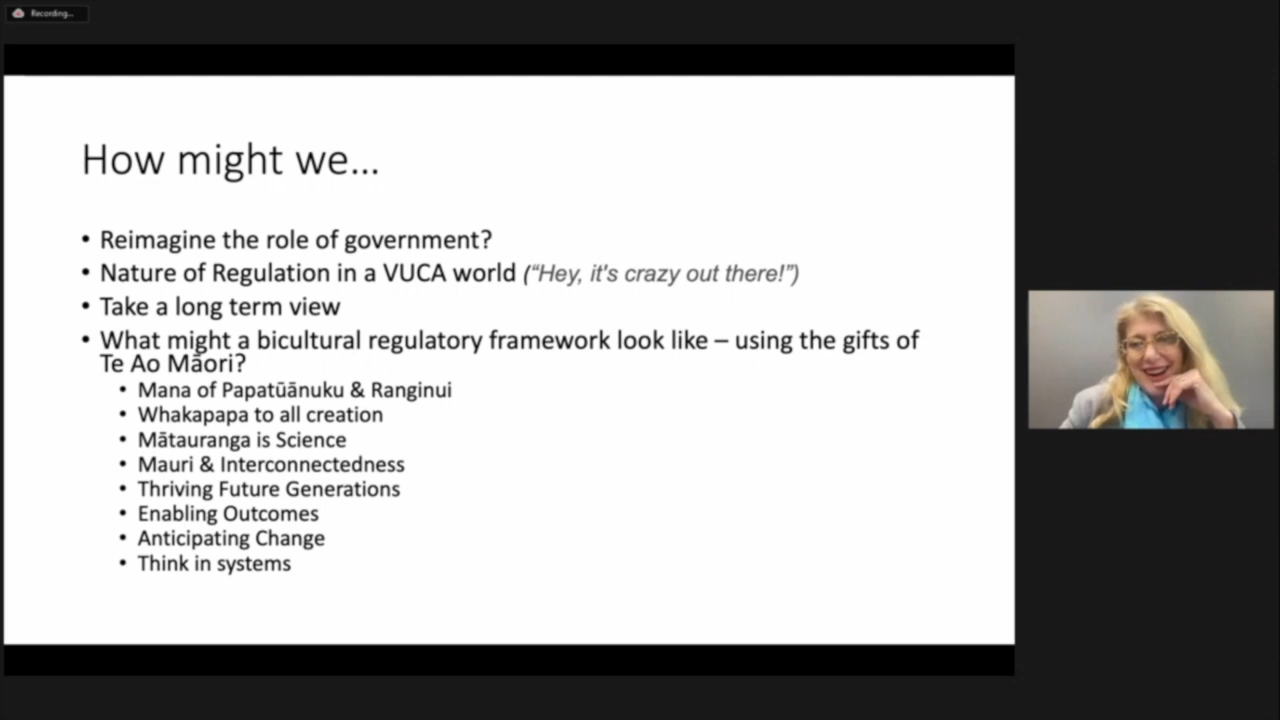 Recording...
How might we...
• Reimagine the role of government?
• Nature of Regulation in a VUCA world (“Hey, it's crazy out there!”)
• Take a long term view
• What might a bicultural regulatory framework look like – using the gifts of
Te Ao Māori?
• Mana of Papatūānuku & Ranginui
• Whakapapa to all creation
• Mātauranga is Science
• Mauri & Interconnectedness
• Thriving Future Generations
• Enabling Outcomes
• Anticipating Change
• Think in systems